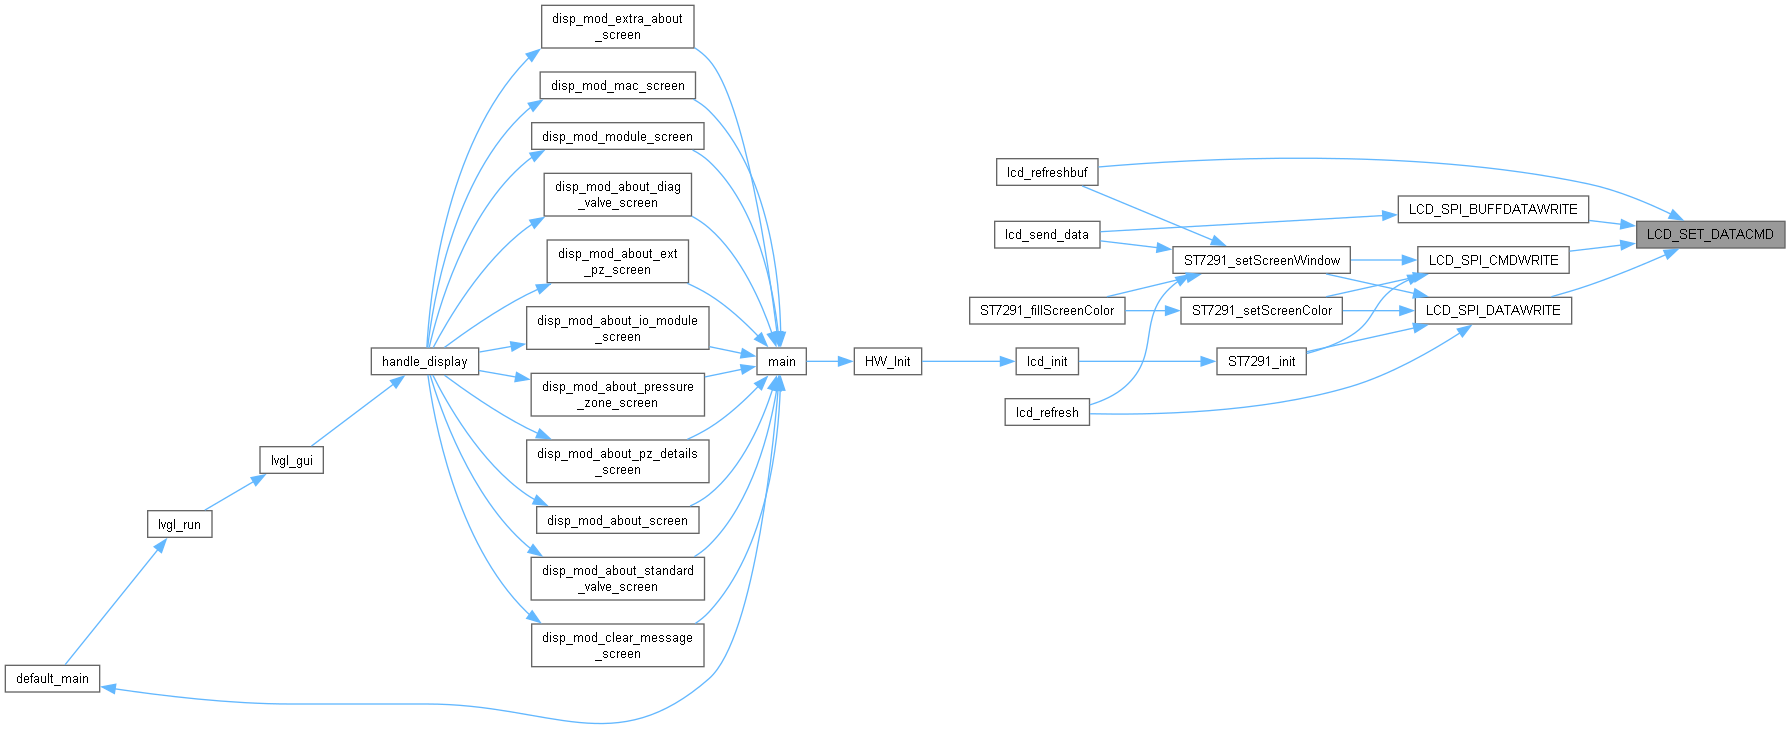 disp_mod_extra_about
_screen
disp_mod_mac_screen
disp_mod_module_screen
disp_mod_about_diag
_valve_screen
disp_mod_about_ext
_pz_screen
disp_mod_about_io_module
_screen
handle_display
disp_mod_about_pressure
_zone_screen
disp_mod_about_pz_details
_screen
lvgl_gui
disp_mod_about_screen
lvgl_run
disp_mod_about_standard
_valve_screen
disp_mod_clear_message
_screen
default_main
main
HW_Init
lcd_refreshbuf
lcd_send_data
ST7291_setScreenWindow
ST7291_fillScreenColor
ST7291_setScreenColor
lcd_init
ST7291_init
lcd_refresh
LCD_SPI_BUFFDATAWRITE
LCD_SPI_CMDWRITE
LCD_SPI_DATAWRITE
LCD_SET_DATACMD